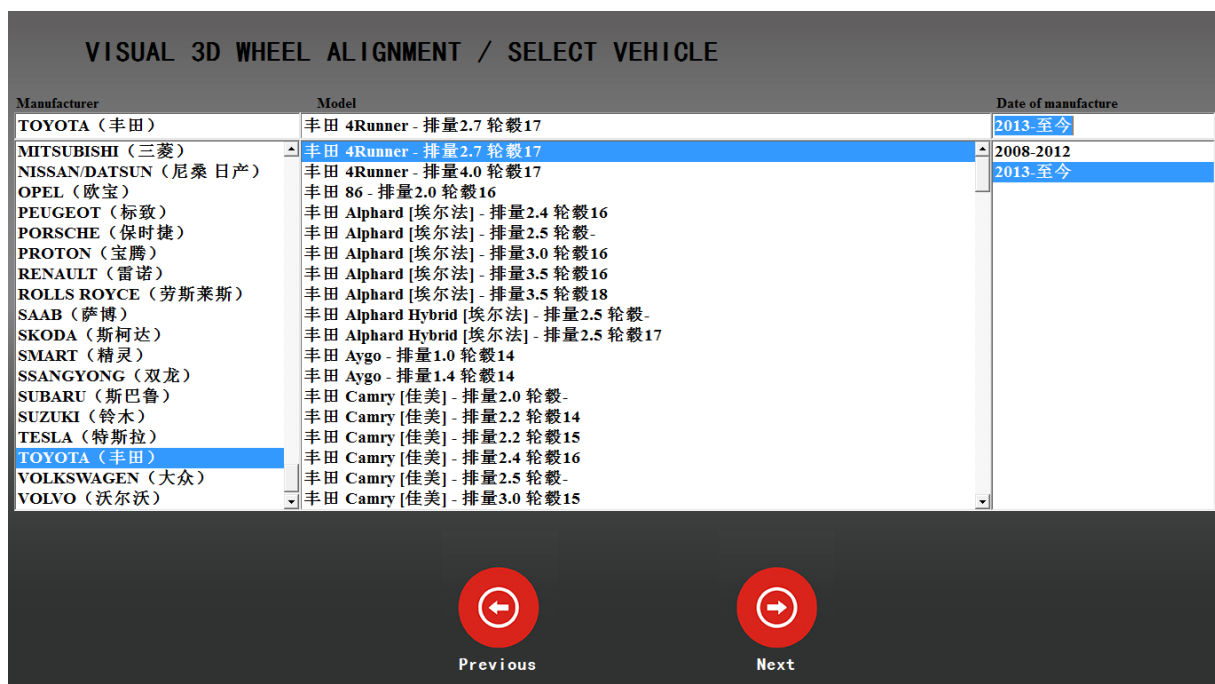 VISUAL 3D WHEEL ALIGNMENT / SELECT VEHICLE
Manufacturer
Model
Date of manufacture
TOYOTA（丰田）
丰田 4Runner - 排量2.7 轮毂17
2013-至今
MITSUBISHI（三菱）
NISSAN/DATSUN（尼桑 日产）
OPEL（欧宝）
PEUGEOT（标致）
PORSCHE（保时捷）
PROTON（宝腾）
RENAULT（雷诺）
ROLLS ROYCE（劳斯莱斯）
SAAB（萨博）
SKODA（斯柯达）
SMART（精灵）
SSANGYONG（双龙）
SUBARU（斯巴鲁）
SUZUKI（铃木）
TESLA（特斯拉）
TOYOTA（丰田）
VOLKSWAGEN（大众）
VOLVO（沃尔沃）
丰田 4Runner - 排量2.7 轮毂17
丰田 4Runner - 排量4.0 轮毂17
丰田 86 - 排量2.0 轮毂16
丰田 Alphard [埃尔法] - 排量2.4 轮毂16
丰田 Alphard [埃尔法] - 排量2.5 轮毂-
丰田 Alphard [埃尔法] - 排量3.0 轮毂16
丰田 Alphard [埃尔法] - 排量3.5 轮毂16
丰田 Alphard [埃尔法] - 排量3.5 轮毂18
丰田 Alphard Hybrid [埃尔法] - 排量2.5 轮毂-
丰田 Alphard Hybrid [埃尔法] - 排量2.5 轮毂17
丰田 Aygo - 排量1.0 轮毂14
丰田 Aygo - 排量1.4 轮毂14
丰田 Camry [佳美] - 排量2.0 轮毂-
丰田 Camry [佳美] - 排量2.2 轮毂14
丰田 Camry [佳美] - 排量2.2 轮毂15
丰田 Camry [佳美] - 排量2.4 轮毂16
丰田 Camry [佳美] - 排量2.5 轮毂-
丰田 Camry [佳美] - 排量3.0 轮毂15
2008-2012
2013-至今
Previous
Next